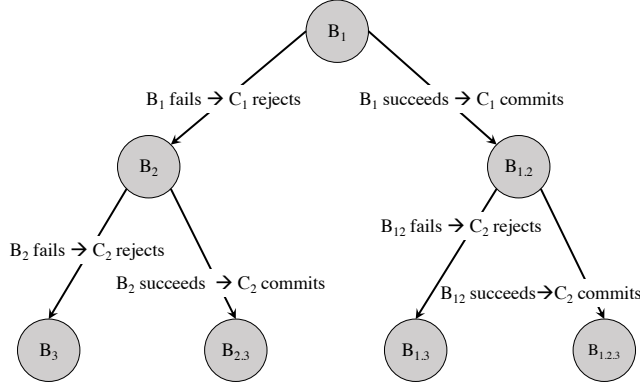 B₁
B₁ fails → C₁ rejects
B₁ succeeds → C₁ commits
B₂
B₁.₂
B₂ fails → C₂ rejects
B₁₂ fails → C₂ rejects
B₂ succeeds → C₂ commits
B₁₂ succeeds→C₂ commits
B₃
B₂.₃
B₁.₃
B₁.₂.₃